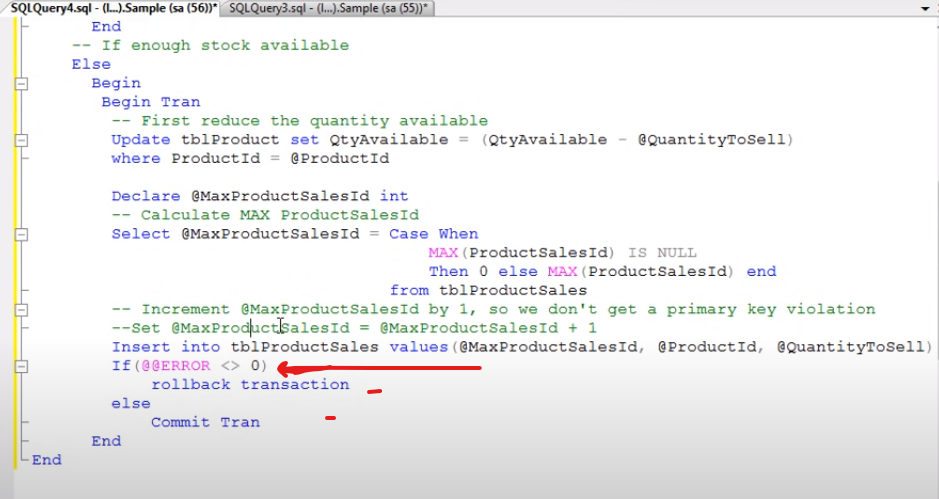 SQLQuery4.sql - (l...).Sample (sa (56))* SQLQuery3.sql - (l...).Sample (sa (55))*
End
-- If enough stock available
Else
Begin
Begin Tran
-- First reduce the quantity available
Update tblProduct set QtyAvailable = (QtyAvailable - @QuantityToSell)
where ProductId = @ProductId
Declare @MaxProductSalesId int
-- Calculate MAX ProductSalesId
Select @MaxProductSalesId = Case When
MAX(ProductSalesId) IS NULL
Then 0 else MAX(ProductSalesId) end
from tblProductSales
-- Increment @MaxProductSalesId by 1, so we don't get a primary key violation
--Set @MaxProductSalesId = @MaxProductSalesId + 1
Insert into tblProductSales values(@MaxProductSalesId, @ProductId, @QuantityToSell)
If(@@ERROR <> 0)
rollback transaction
else
Commit Tran
End
End